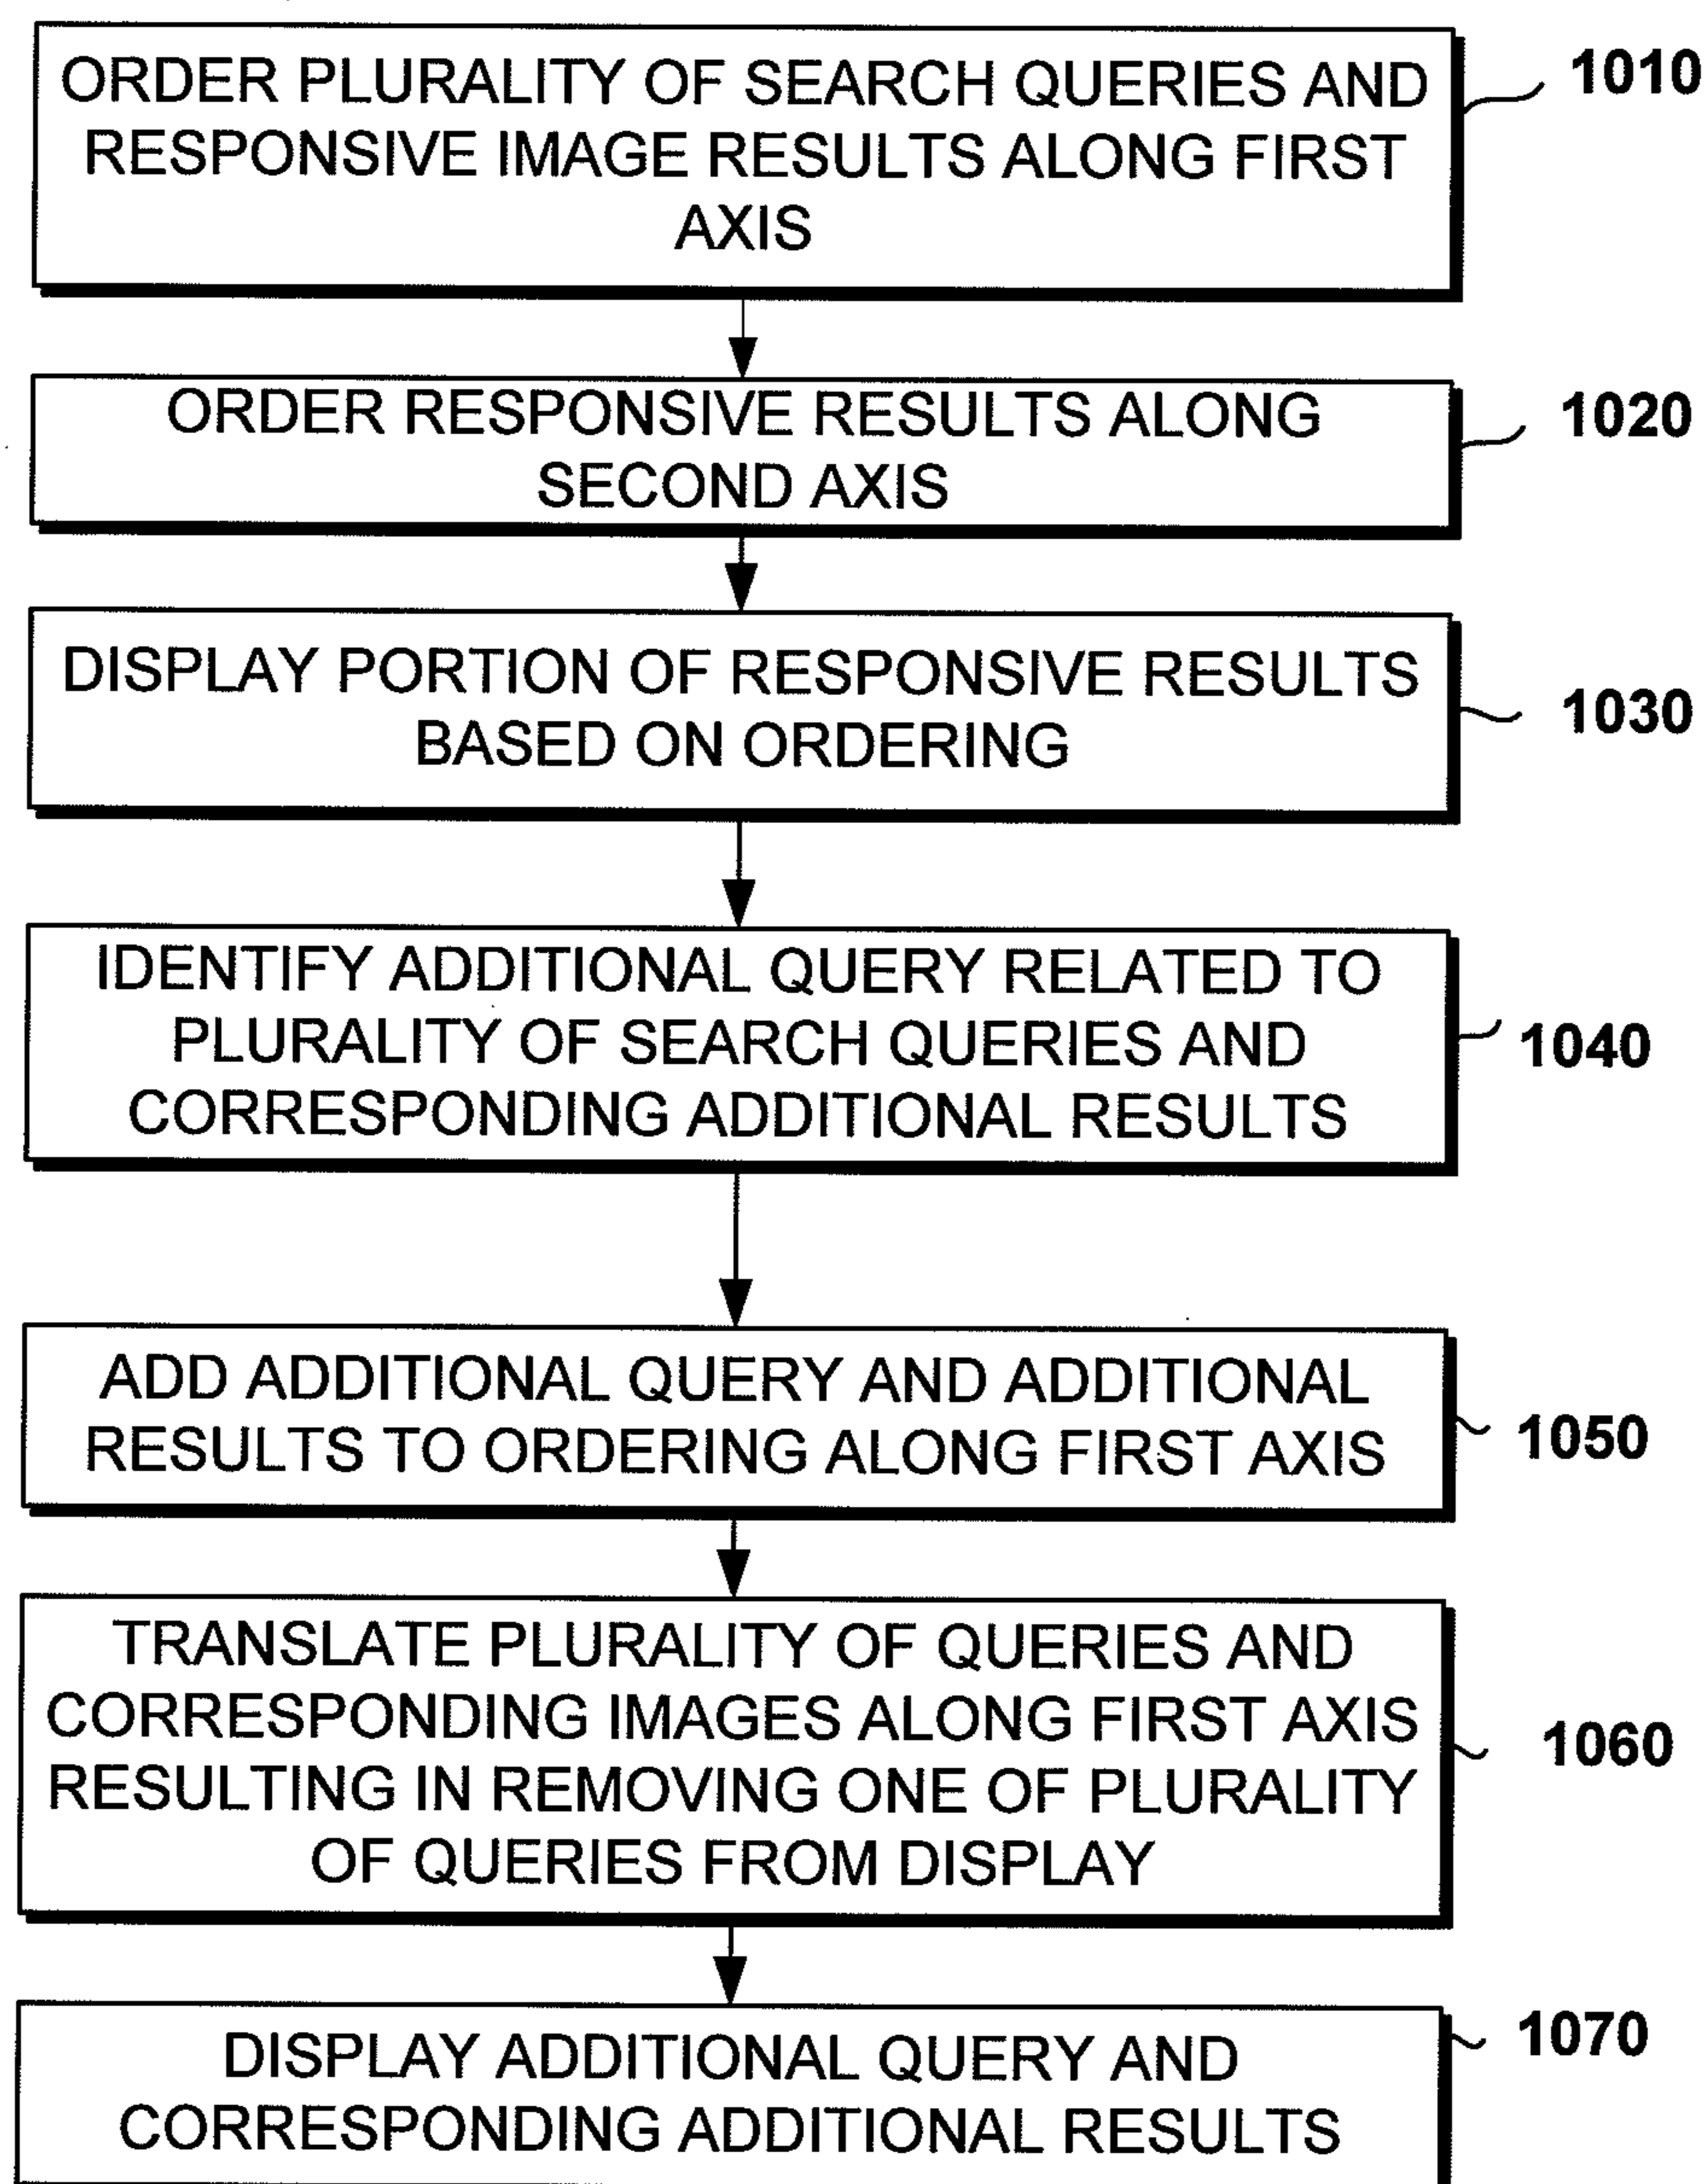 ORDER PLURALITY OF SEARCH QUERIES AND
RESPONSIVE IMAGE RESULTS ALONG FIRST
AXIS
1010
ORDER RESPONSIVE RESULTS ALONG
SECOND AXIS
1020
DISPLAY PORTION OF RESPONSIVE RESULTS
BASED ON ORDERING
1030
IDENTIFY ADDITIONAL QUERY RELATED TO
PLURALITY OF SEARCH QUERIES AND
CORRESPONDING ADDITIONAL RESULTS
1040
ADD ADDITIONAL QUERY AND ADDITIONAL
RESULTS TO ORDERING ALONG FIRST AXIS
1050
TRANSLATE PLURALITY OF QUERIES AND
CORRESPONDING IMAGES ALONG FIRST AXIS
RESULTING IN REMOVING ONE OF PLURALITY
OF QUERIES FROM DISPLAY
1060
DISPLAY ADDITIONAL QUERY AND
CORRESPONDING ADDITIONAL RESULTS
1070